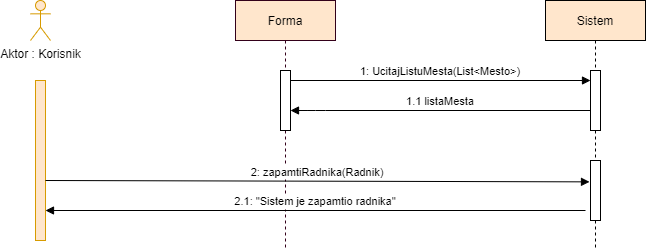 Forma
Sistem
Aktor : Korisnik
1: UcitajListuMesta(List<Mesto>)
1.1 listaMesta
2: zapamtiRadnika(Radnik)
2.1: "Sistem je zapamtio radnika"